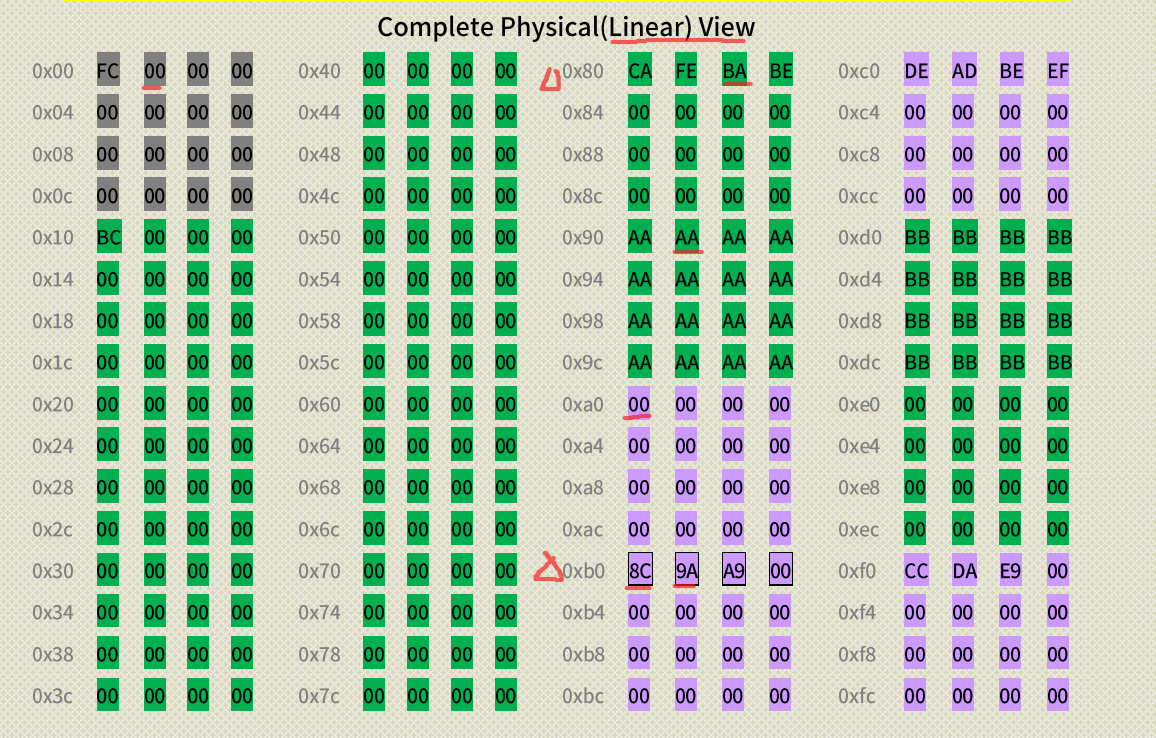 Complete Physical(Linear) View
0x00 FC 00 00 00 0x40 00 00 00 00 0x80 CA FE BA BE 0xc0 DE AD BE EF
0x04 00 00 00 00 0x44 00 00 00 00 0x84 00 00 00 00 0xc4 00 00 00 00
0x08 00 00 00 00 0x48 00 00 00 00 0x88 00 00 00 00 0xc8 00 00 00 00
0x0c 00 00 00 00 0x4c 00 00 00 00 0x8c 00 00 00 00 0xcc 00 00 00 00
0x10 BC 00 00 00 0x50 00 00 00 00 0x90 AA AA AA AA 0xd0 BB BB BB BB
0x14 00 00 00 00 0x54 00 00 00 00 0x94 AA AA AA AA 0xd4 BB BB BB BB
0x18 00 00 00 00 0x58 00 00 00 00 0x98 AA AA AA AA 0xd8 BB BB BB BB
0x1c 00 00 00 00 0x5c 00 00 00 00 0x9c AA AA AA AA 0xdc BB BB BB BB
0x20 00 00 00 00 0x60 00 00 00 00 0xa0 00 00 00 00 0xe0 00 00 00 00
0x24 00 00 00 00 0x64 00 00 00 00 0xa4 00 00 00 00 0xe4 00 00 00 00
0x28 00 00 00 00 0x68 00 00 00 00 0xa8 00 00 00 00 0xe8 00 00 00 00
0x2c 00 00 00 00 0x6c 00 00 00 00 0xac 00 00 00 00 0xec 00 00 00 00
0x30 00 00 00 00 0x70 00 00 00 00 0xb0 8C 9A A9 00 0xf0 CC DA E9 00
0x34 00 00 00 00 0x74 00 00 00 00 0xb4 00 00 00 00 0xf4 00 00 00 00
0x38 00 00 00 00 0x78 00 00 00 00 0xb8 00 00 00 00 0xf8 00 00 00 00
0x3c 00 00 00 00 0x7c 00 00 00 00 0xbc 00 00 00 00 0xfc 00 00 00 00